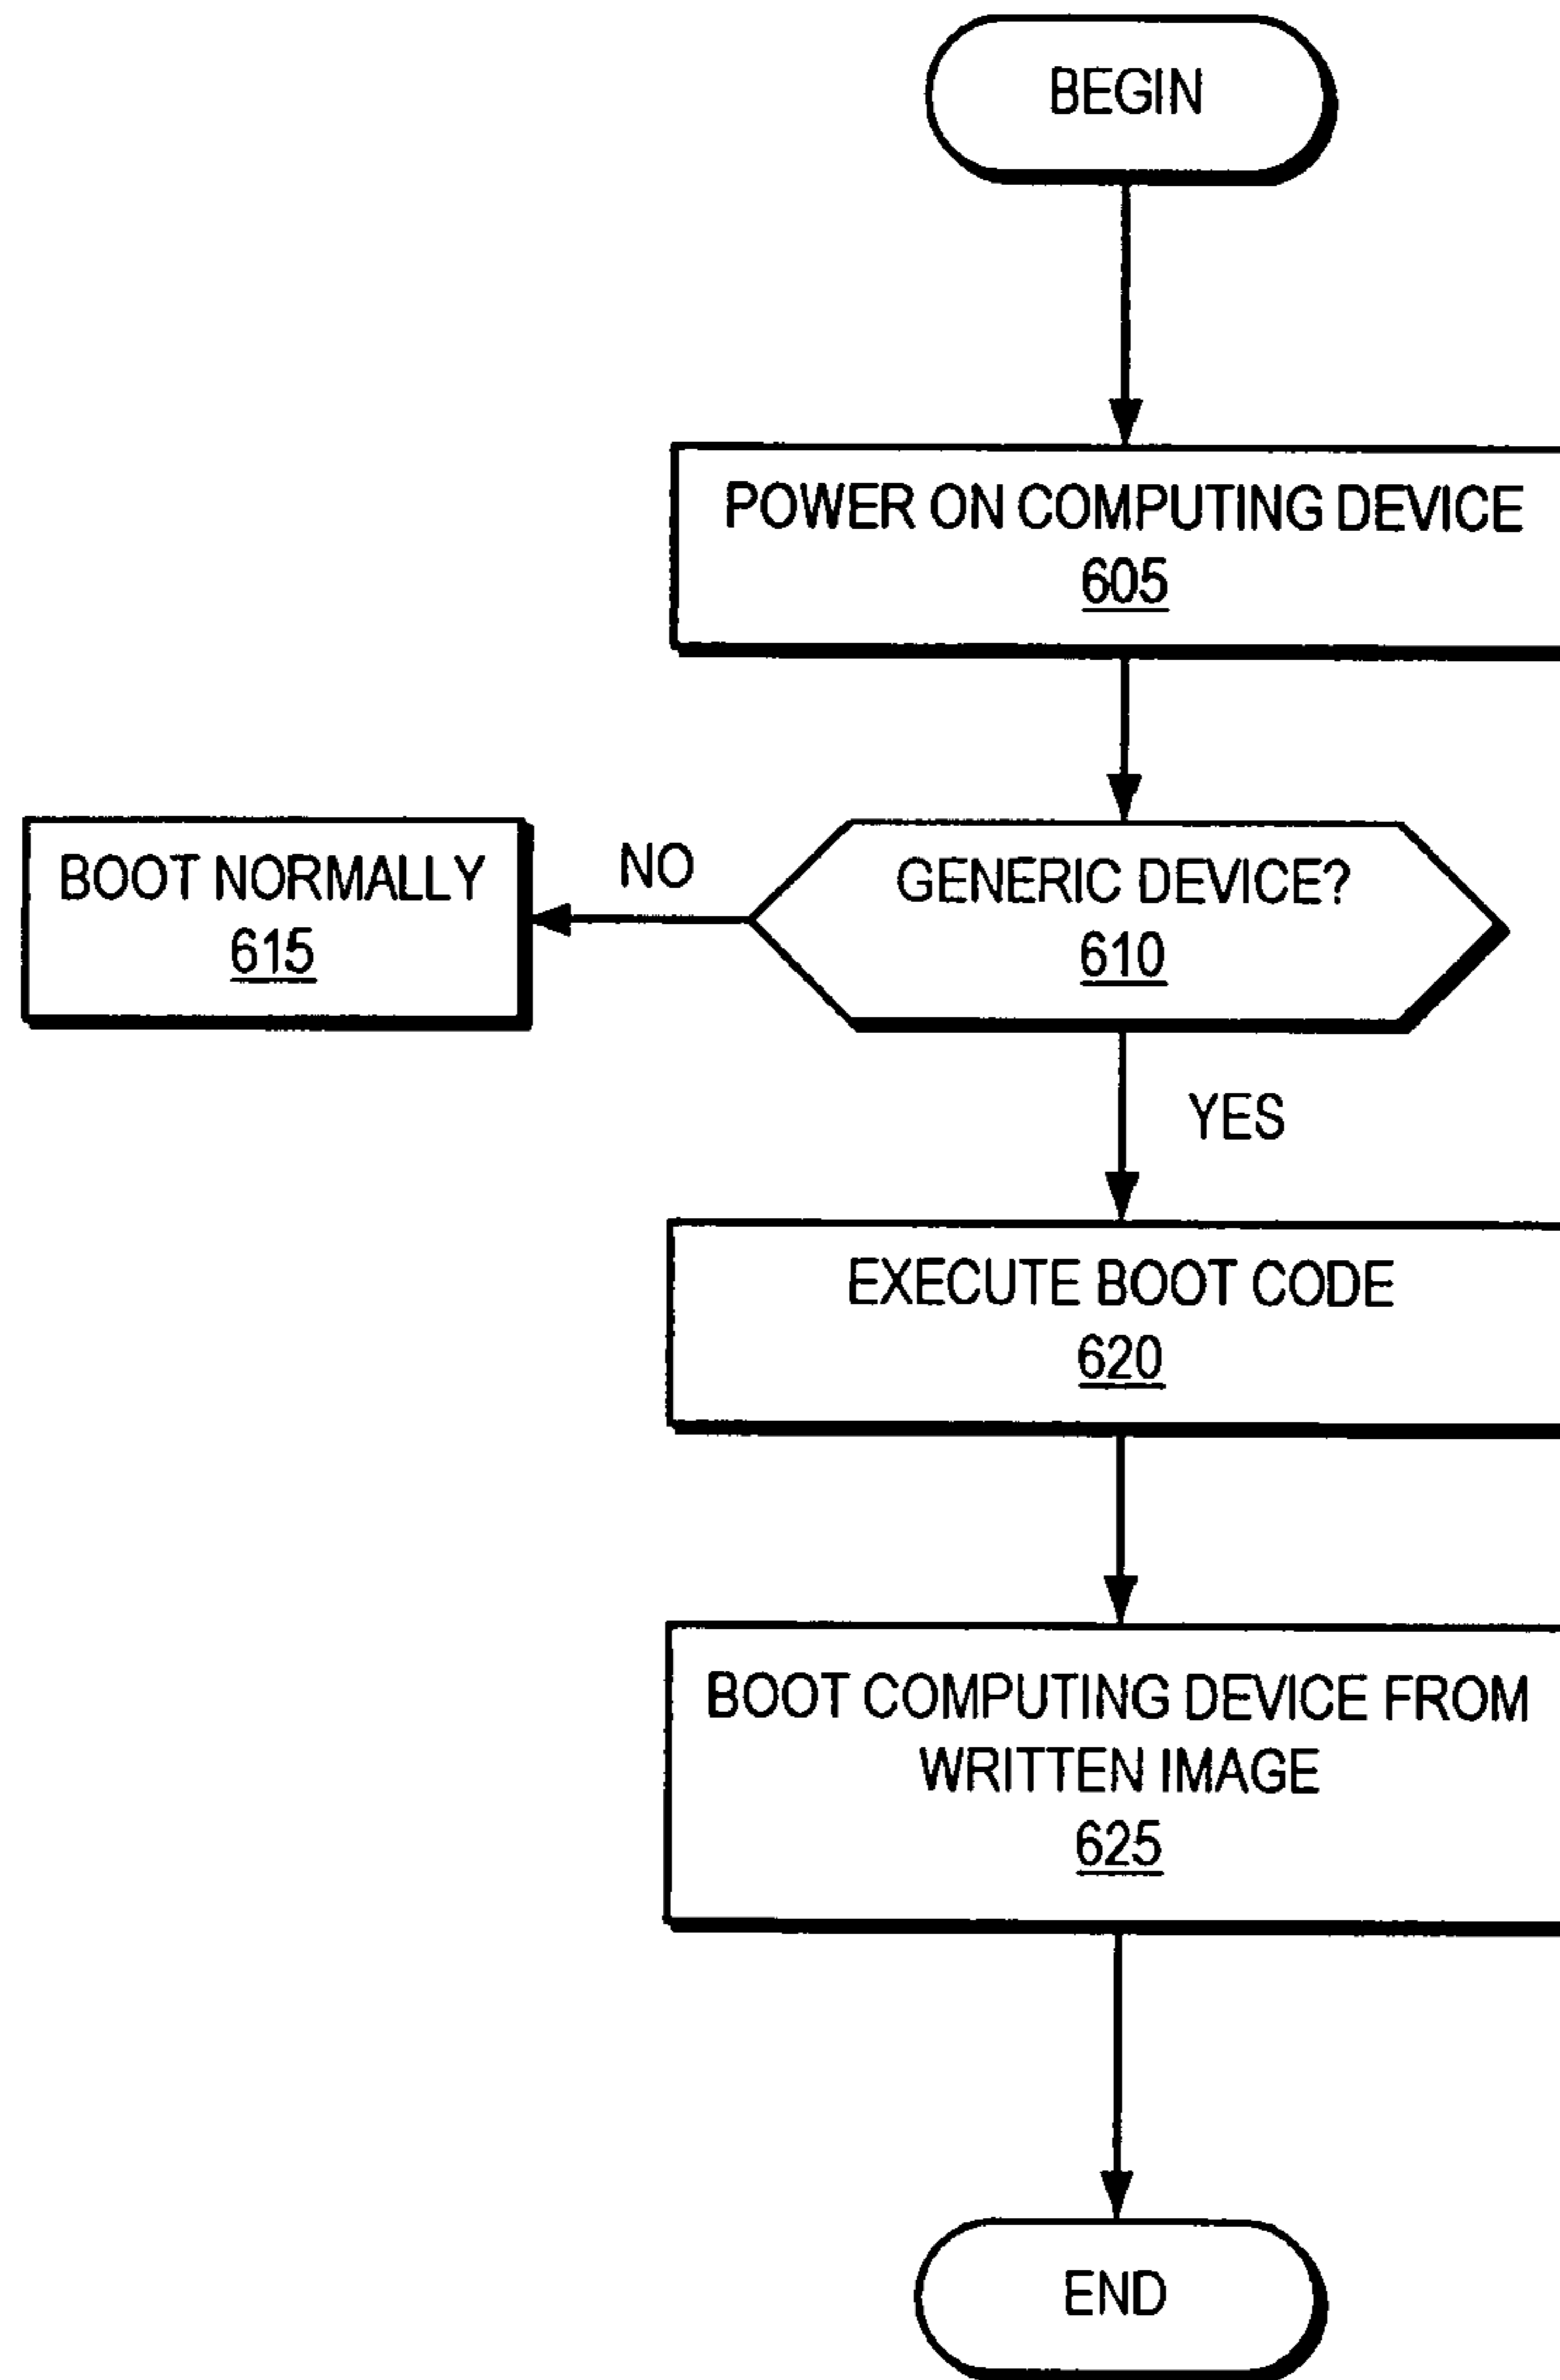 BEGIN
POWER ON COMPUTING DEVICE
605
GENERIC DEVICE?
610
NO
BOOT NORMALLY
615
YES
EXECUTE BOOT CODE
620
BOOT COMPUTING DEVICE FROM
WRITTEN IMAGE
625
END